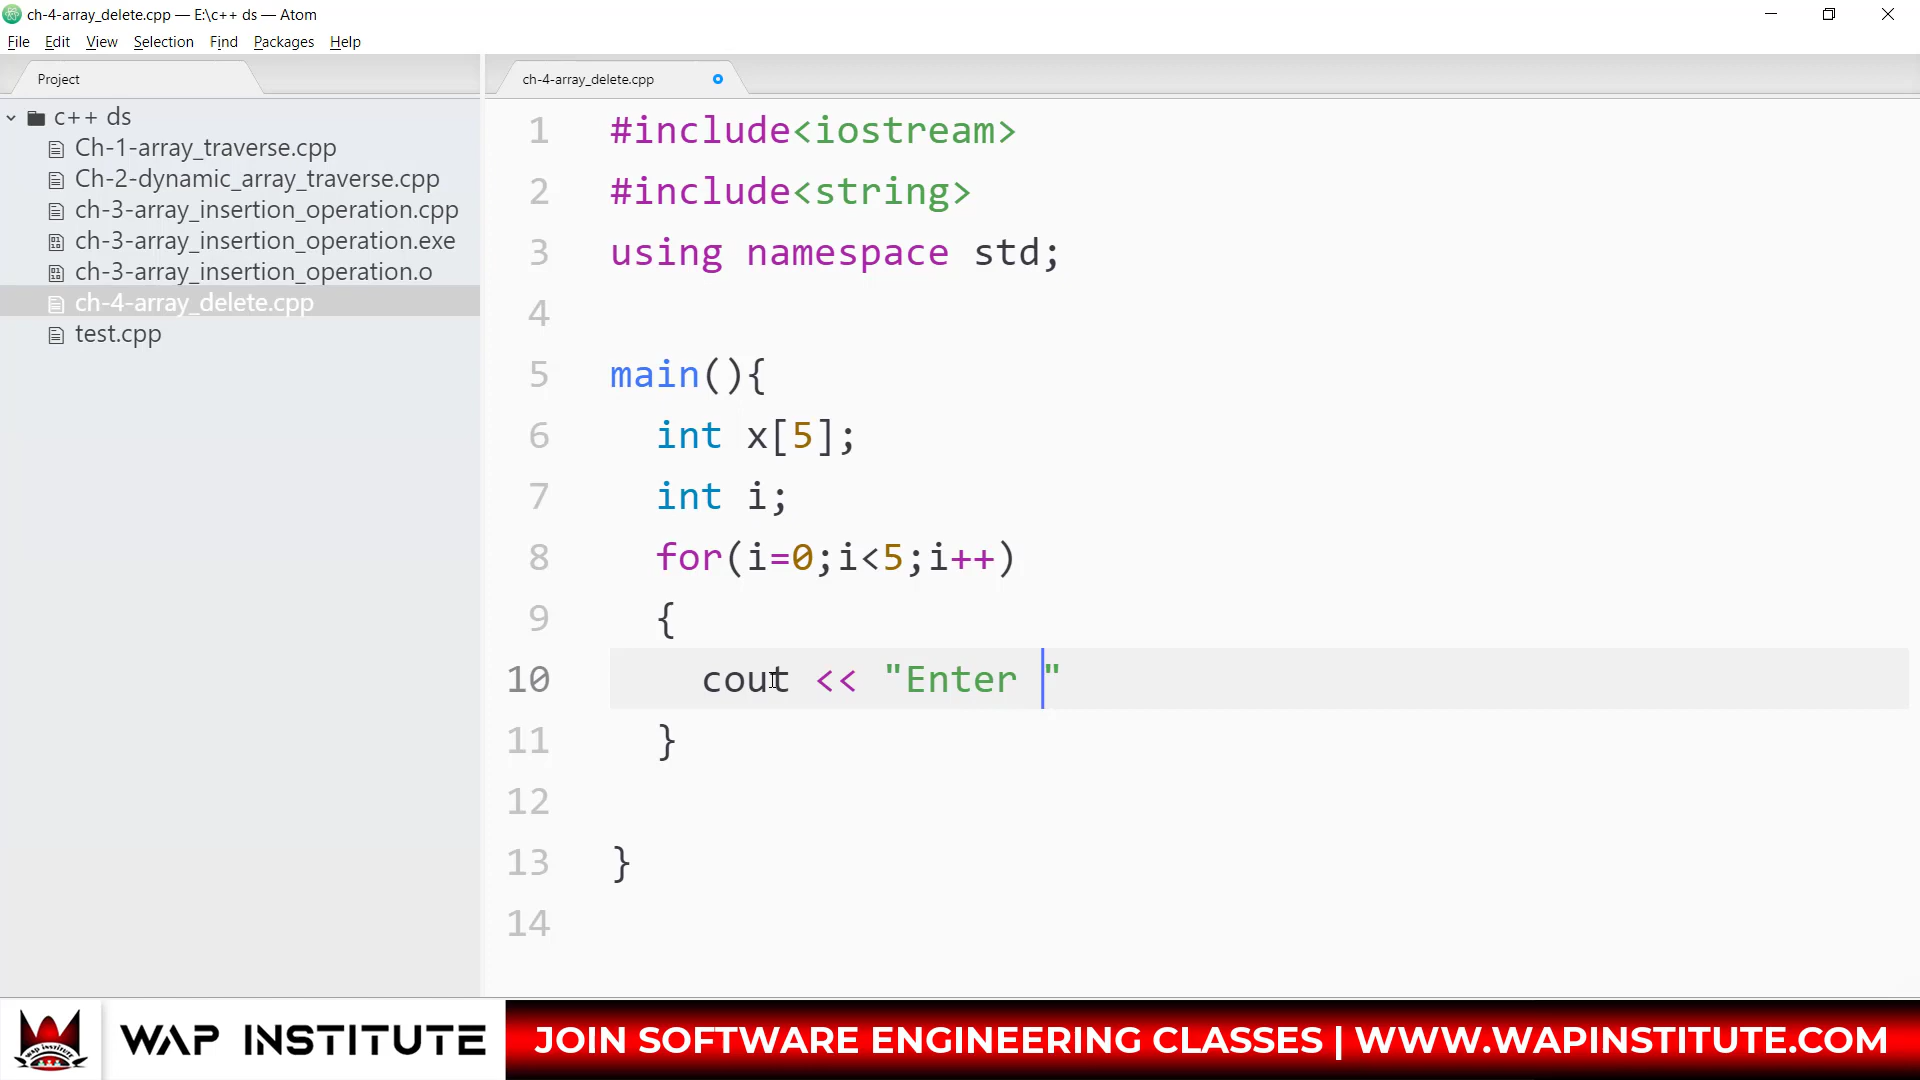 ch-4-array_delete.cpp — E:\c++ ds — Atom
File Edit View Selection Find Packages Help
Project
c++ ds
Ch-1-array_traverse.cpp
Ch-2-dynamic_array_traverse.cpp
ch-3-array_insertion_operation.cpp
ch-3-array_insertion_operation.exe
ch-3-array_insertion_operation.o
ch-4-array_delete.cpp
test.cpp
ch-4-array_delete.cpp
1 #include<iostream>
2 #include<string>
3 using namespace std;
4
5 main(){
6 int x[5];
7 int i;
8 for(i=0;i<5;i++)
9 {
10 cout << "Enter "
11 }
12
13 }
14
WAP INSTITUTE
WAP INSTITUTE
JOIN SOFTWARE ENGINEERING CLASSES | WWW.WAPINSTITUTE.COM